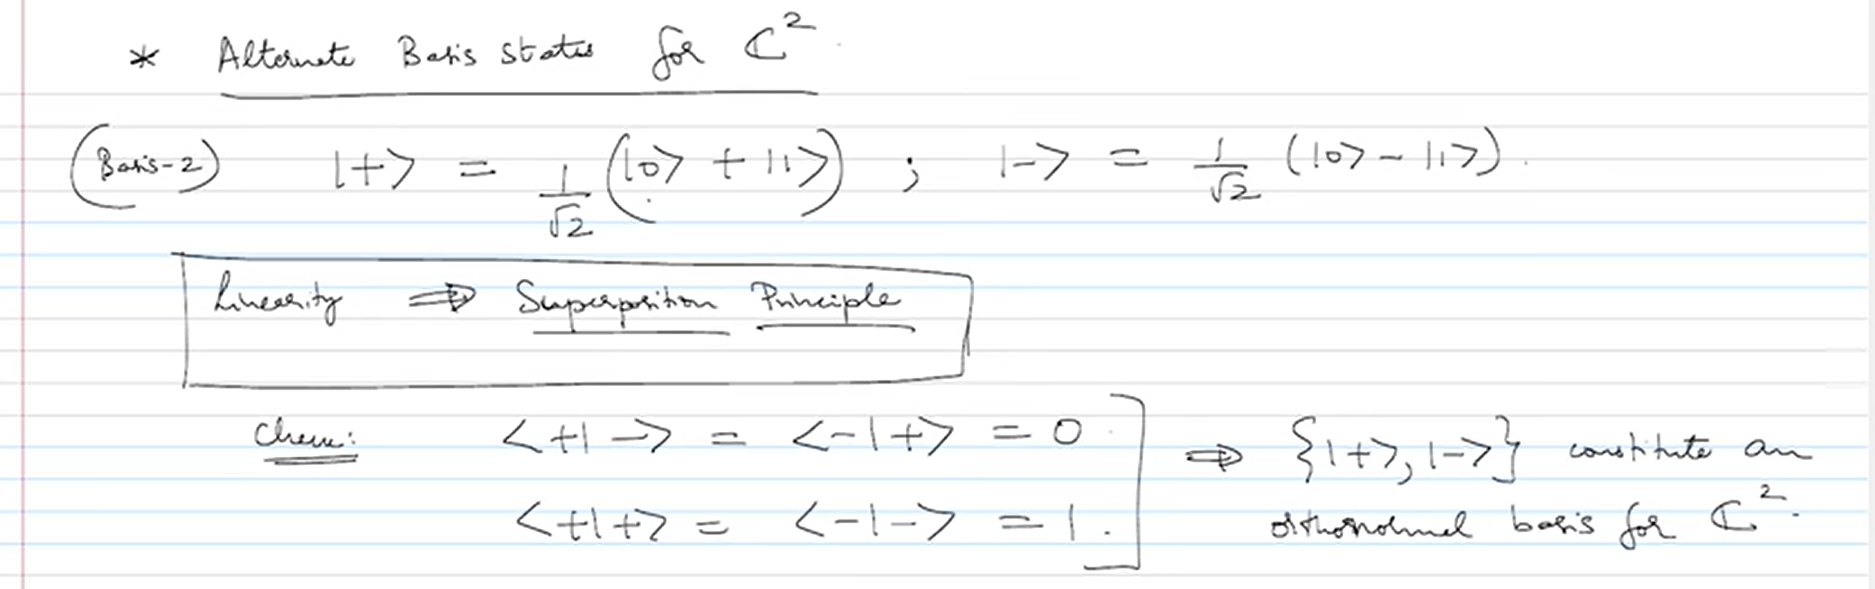 * Alternate Basis states for ℂ²
(Basis-2) |+> = 1/√2 (|0> + |1>) ; |-> = 1/√2 (|0> - |1>).
Linearity ⇒ Superposition Principle
Check: <+|-> = <-|+> = 0 ⇒ {|+>, |->} constitute an
<+|+> = <-|-> = 1. orthonormal basis for ℂ².